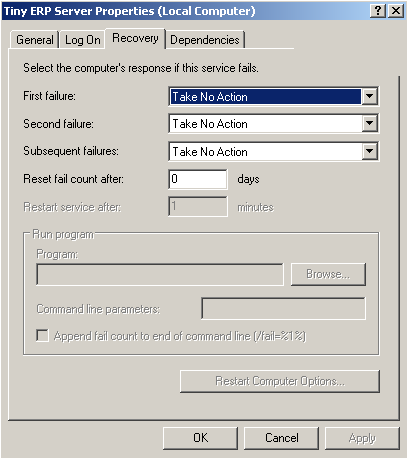 Tiny ERP Server Properties (Local Computer)
General Log On Recovery Dependencies
Select the computer's response if this service fails.
First failure: Take No Action
Second failure: Take No Action
Subsequent failures: Take No Action
Reset fail count after: 0 days
Restart service after: 1 minutes
Run program
Program:
Browse...
Command line parameters:
Append fail count to end of command line (/fail=%1%)
Restart Computer Options...
OK Cancel Apply